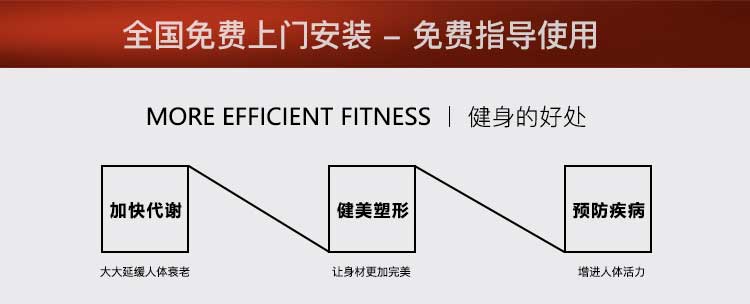 全国免费上门安装 – 免费指导使用
MORE EFFICIENT FITNESS | 健身的好处
加快代谢 健美塑形 预防疾病
大大延缓人体衰老 让身材更加完美 增进人体活力